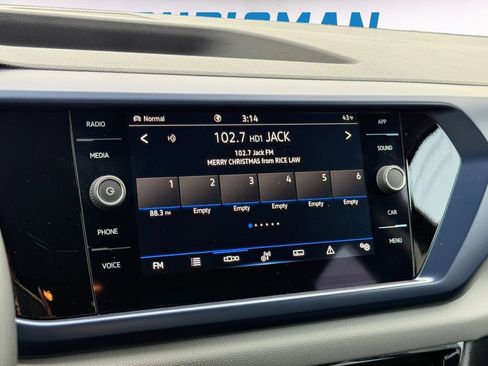 CHRISMAN
RADIO
MEDIA
PHONE
VOICE
Normal
3:14
43°F
102.7 HD1 JACK
102.7 Jack FM
MERRY CHRISTMAS from RICE LAW
1 2 3 4 5 6
88.3 FM Empty Empty Empty Empty Empty
FM
APP
SOUND
CAR
MENU